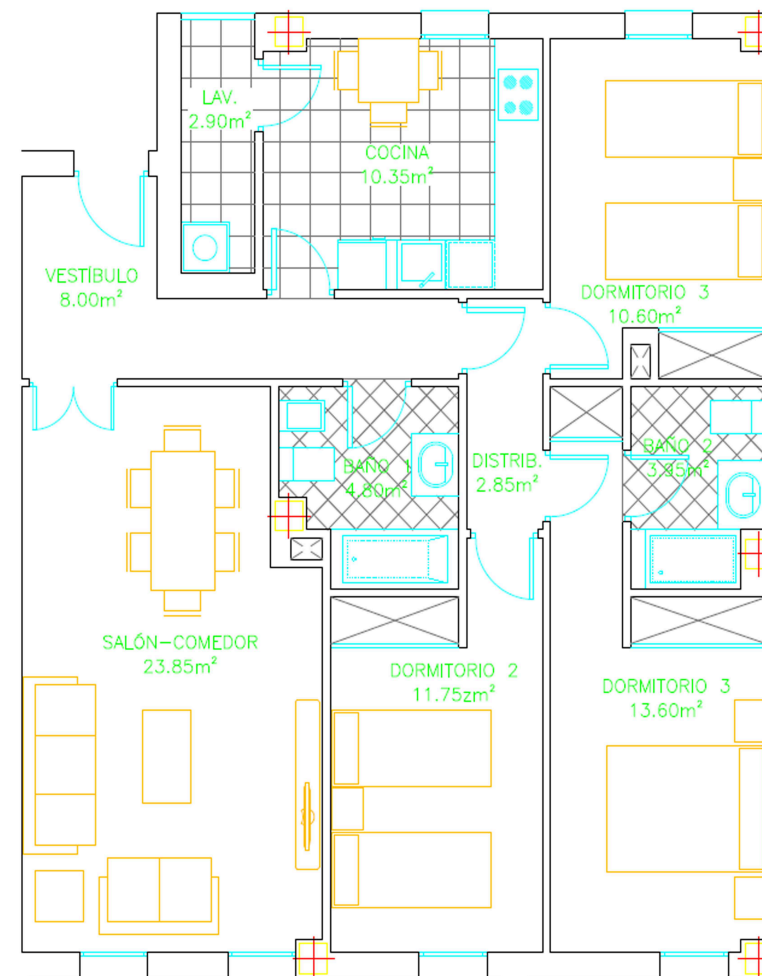 LAV.
2.90m²
COCINA
10.35m²
VESTÍBULO
8.00m²
DORMITORIO 3
10.60m²
BAÑO 1
4.80m²
DISTRIB.
2.85m²
BAÑO 2
3.95m²
SALÓN-COMEDOR
23.85m²
DORMITORIO 2
11.75zm²
DORMITORIO 3
13.60m²